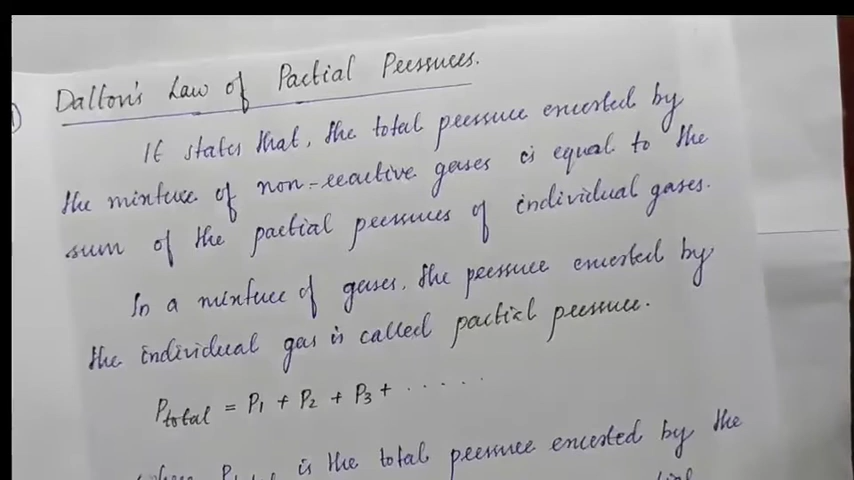 Dalton's Law of Partial Pressures.
It states that, the total pressure exerted by
the mixture of non-reactive gases is equal to the
sum of the partial pressures of individual gases.
In a mixture of gases, the pressure exerted by
the individual gas is called partial pressure.
Ptotal = P1 + P2 + P3 + ......
is the total pressure exerted by the